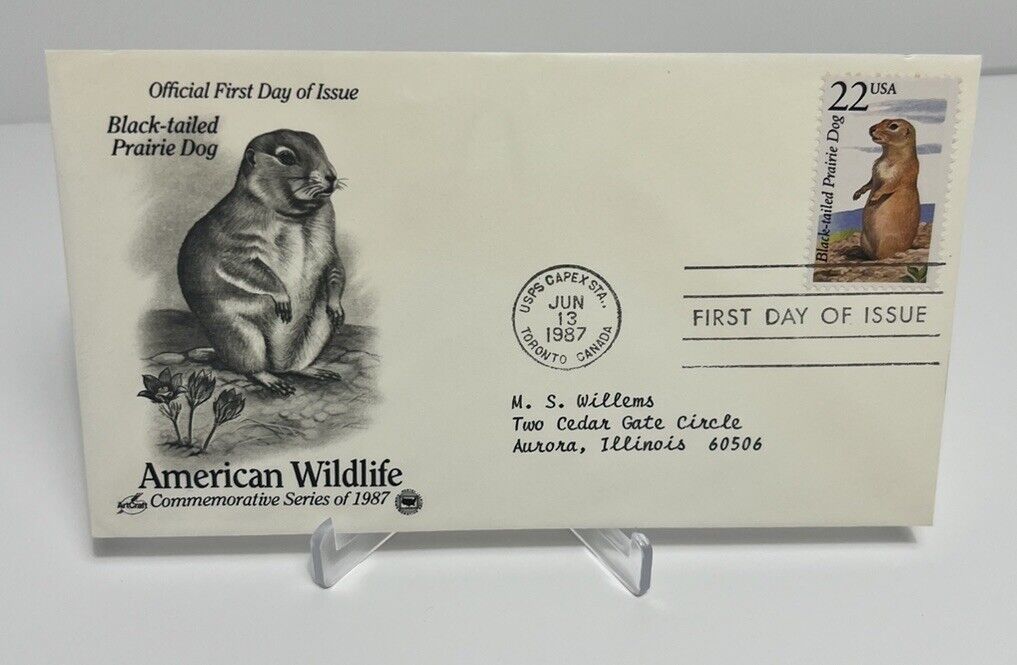 Official First Day of Issue
Black-tailed
Prairie Dog
22 USA
Black-tailed Prairie Dog
USPS CAPEX STA.,
JUN
13
1987
TORONTO CANADA
FIRST DAY OF ISSUE
M. S. Willems
Two Cedar Gate Circle
Aurora, Illinois 60506
American Wildlife
ArtCraft
Commemorative Series of 1987